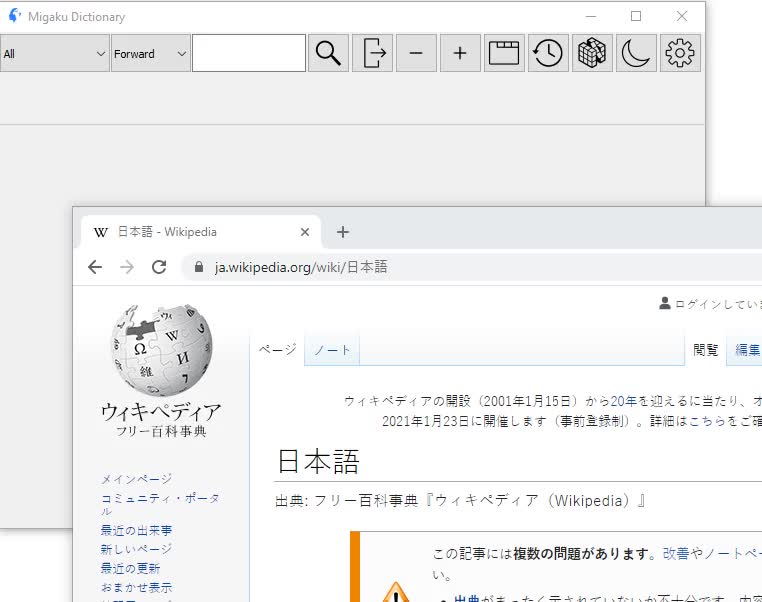 Migaku Dictionary
All Forward
日本語 - Wikipedia
ja.wikipedia.org/wiki/日本語
ログインしてい
ページ ノート 閲覧 編集
ウィキペディアの開設（2001年1月15日）から20年を迎えるに当たり、オ
2021年1月23日に開催します（事前登録制）。詳細はこちらをご確
ウィキペディア
フリー百科事典
日本語
出典: フリー百科事典『ウィキペディア（Wikipedia）』
メインページ
コミュニティ・ポータ
ル
最近の出来事
新しいページ
最近の更新
おまかせ表示
この記事には複数の問題があります。改善やノートペー
い。
出典がまったく示されていないか不十分です。内容